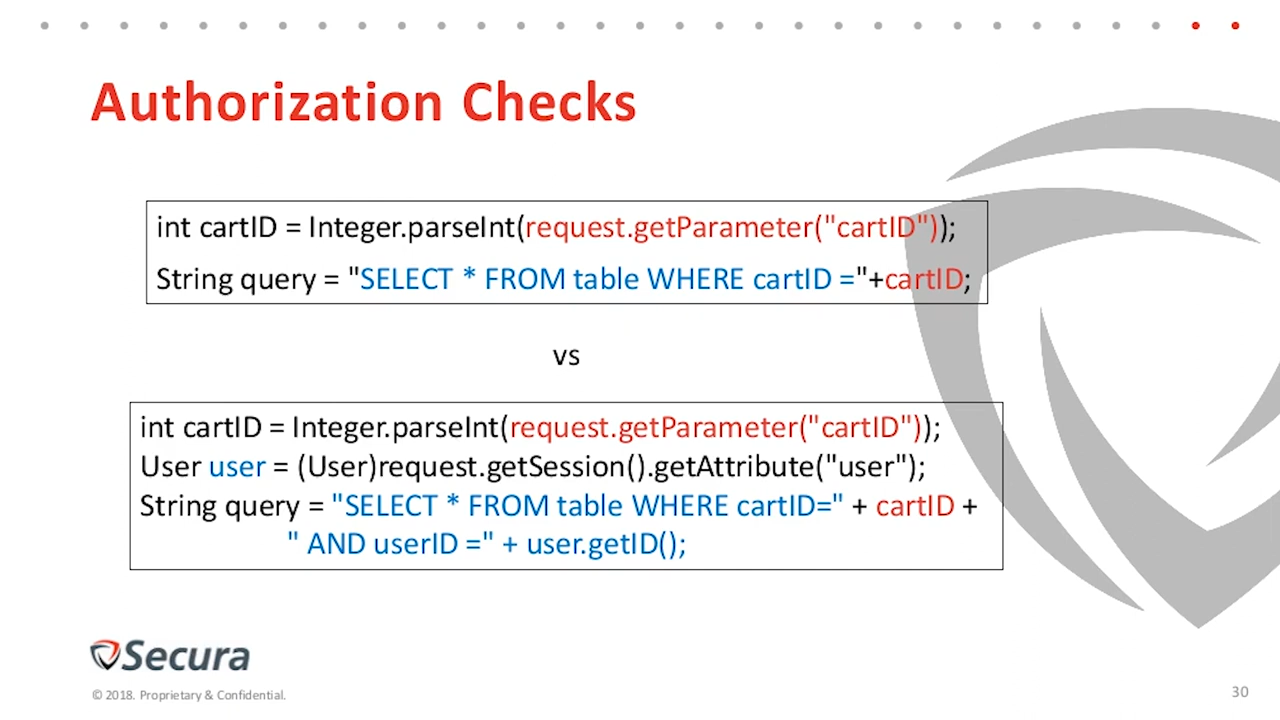 Authorization Checks
int cartID = Integer.parseInt(request.getParameter("cartID"));
String query = "SELECT * FROM table WHERE cartID ="+cartID;
vs
int cartID = Integer.parseInt(request.getParameter("cartID"));
User user = (User)request.getSession().getAttribute("user");
String query = "SELECT * FROM table WHERE cartID=" + cartID +
" AND userID =" + user.getID();
Secura
© 2018. Proprietary & Confidential.
30